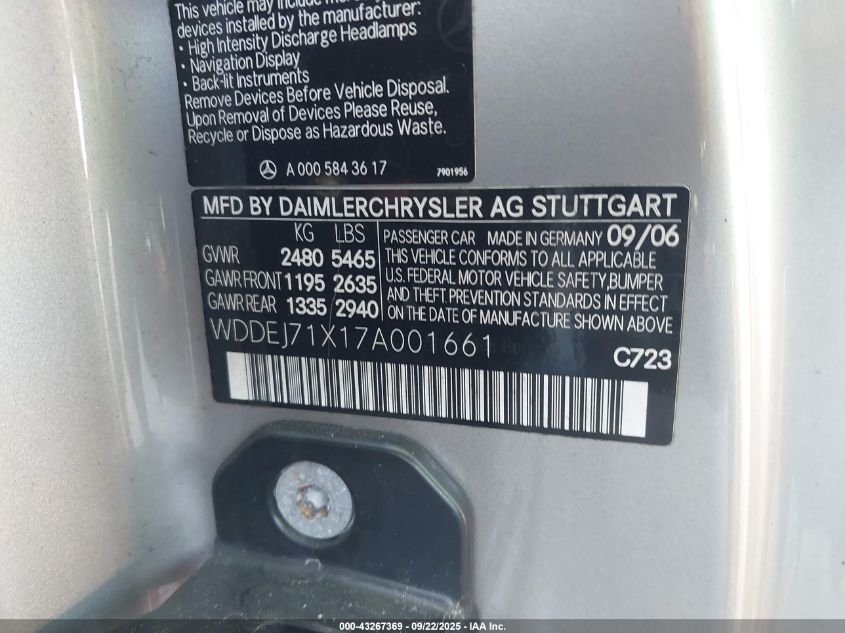 This vehicle may include
devices installed by the manufacturer:
• High Intensity Discharge Headlamps
• Navigation Display
• Back-lit Instruments
Remove Devices Before Vehicle Disposal.
Upon Removal of Devices Please Reuse,
Recycle or Dispose as Hazardous Waste.
A 000 584 36 17 7901956
MFD BY DAIMLERCHRYSLER AG STUTTGART
KG LBS
GVWR 2480 5465
GAWR FRONT 1195 2635
GAWR REAR 1335 2940
PASSENGER CAR MADE IN GERMANY 09/06
THIS VEHICLE CONFORMS TO ALL APPLICABLE
U.S. FEDERAL MOTOR VEHICLE SAFETY, BUMPER
AND THEFT PREVENTION STANDARDS IN EFFECT
ON THE DATE OF MANUFACTURE SHOWN ABOVE
WDDEJ71X17A001661
C723
000-43267369 - 09/22/2025 - IAA Inc.